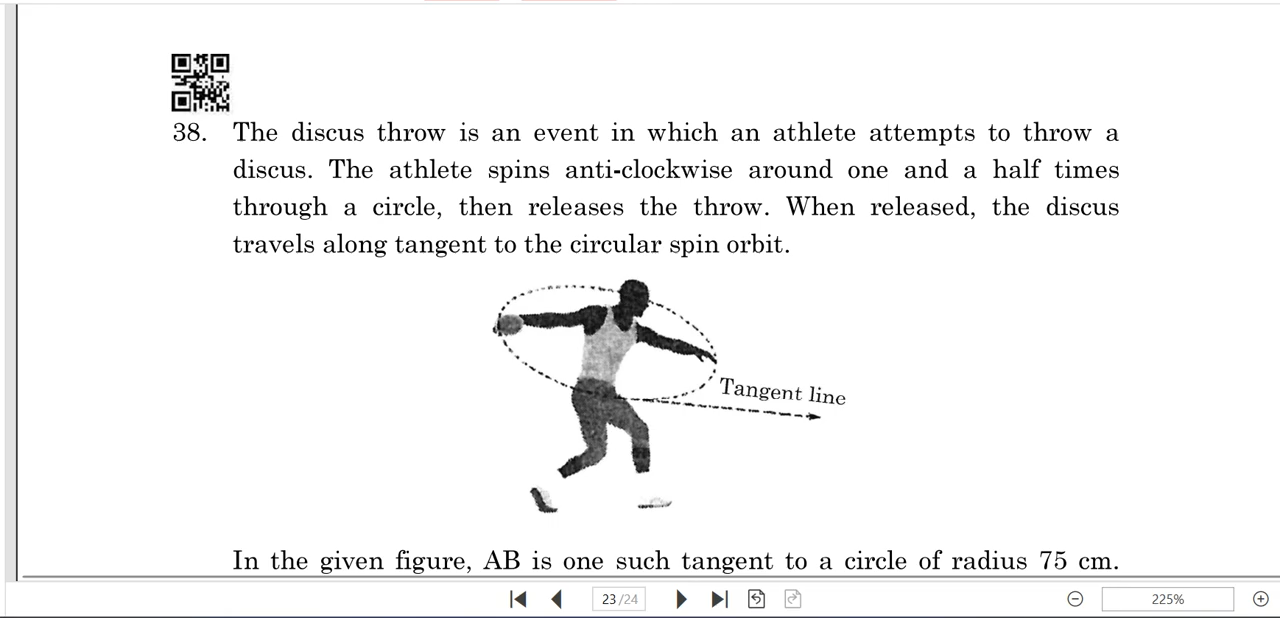 38. The discus throw is an event in which an athlete attempts to throw a
discus. The athlete spins anti-clockwise around one and a half times
through a circle, then releases the throw. When released, the discus
travels along tangent to the circular spin orbit.
Tangent line
In the given figure, AB is one such tangent to a circle of radius 75 cm.
23 /24
225%